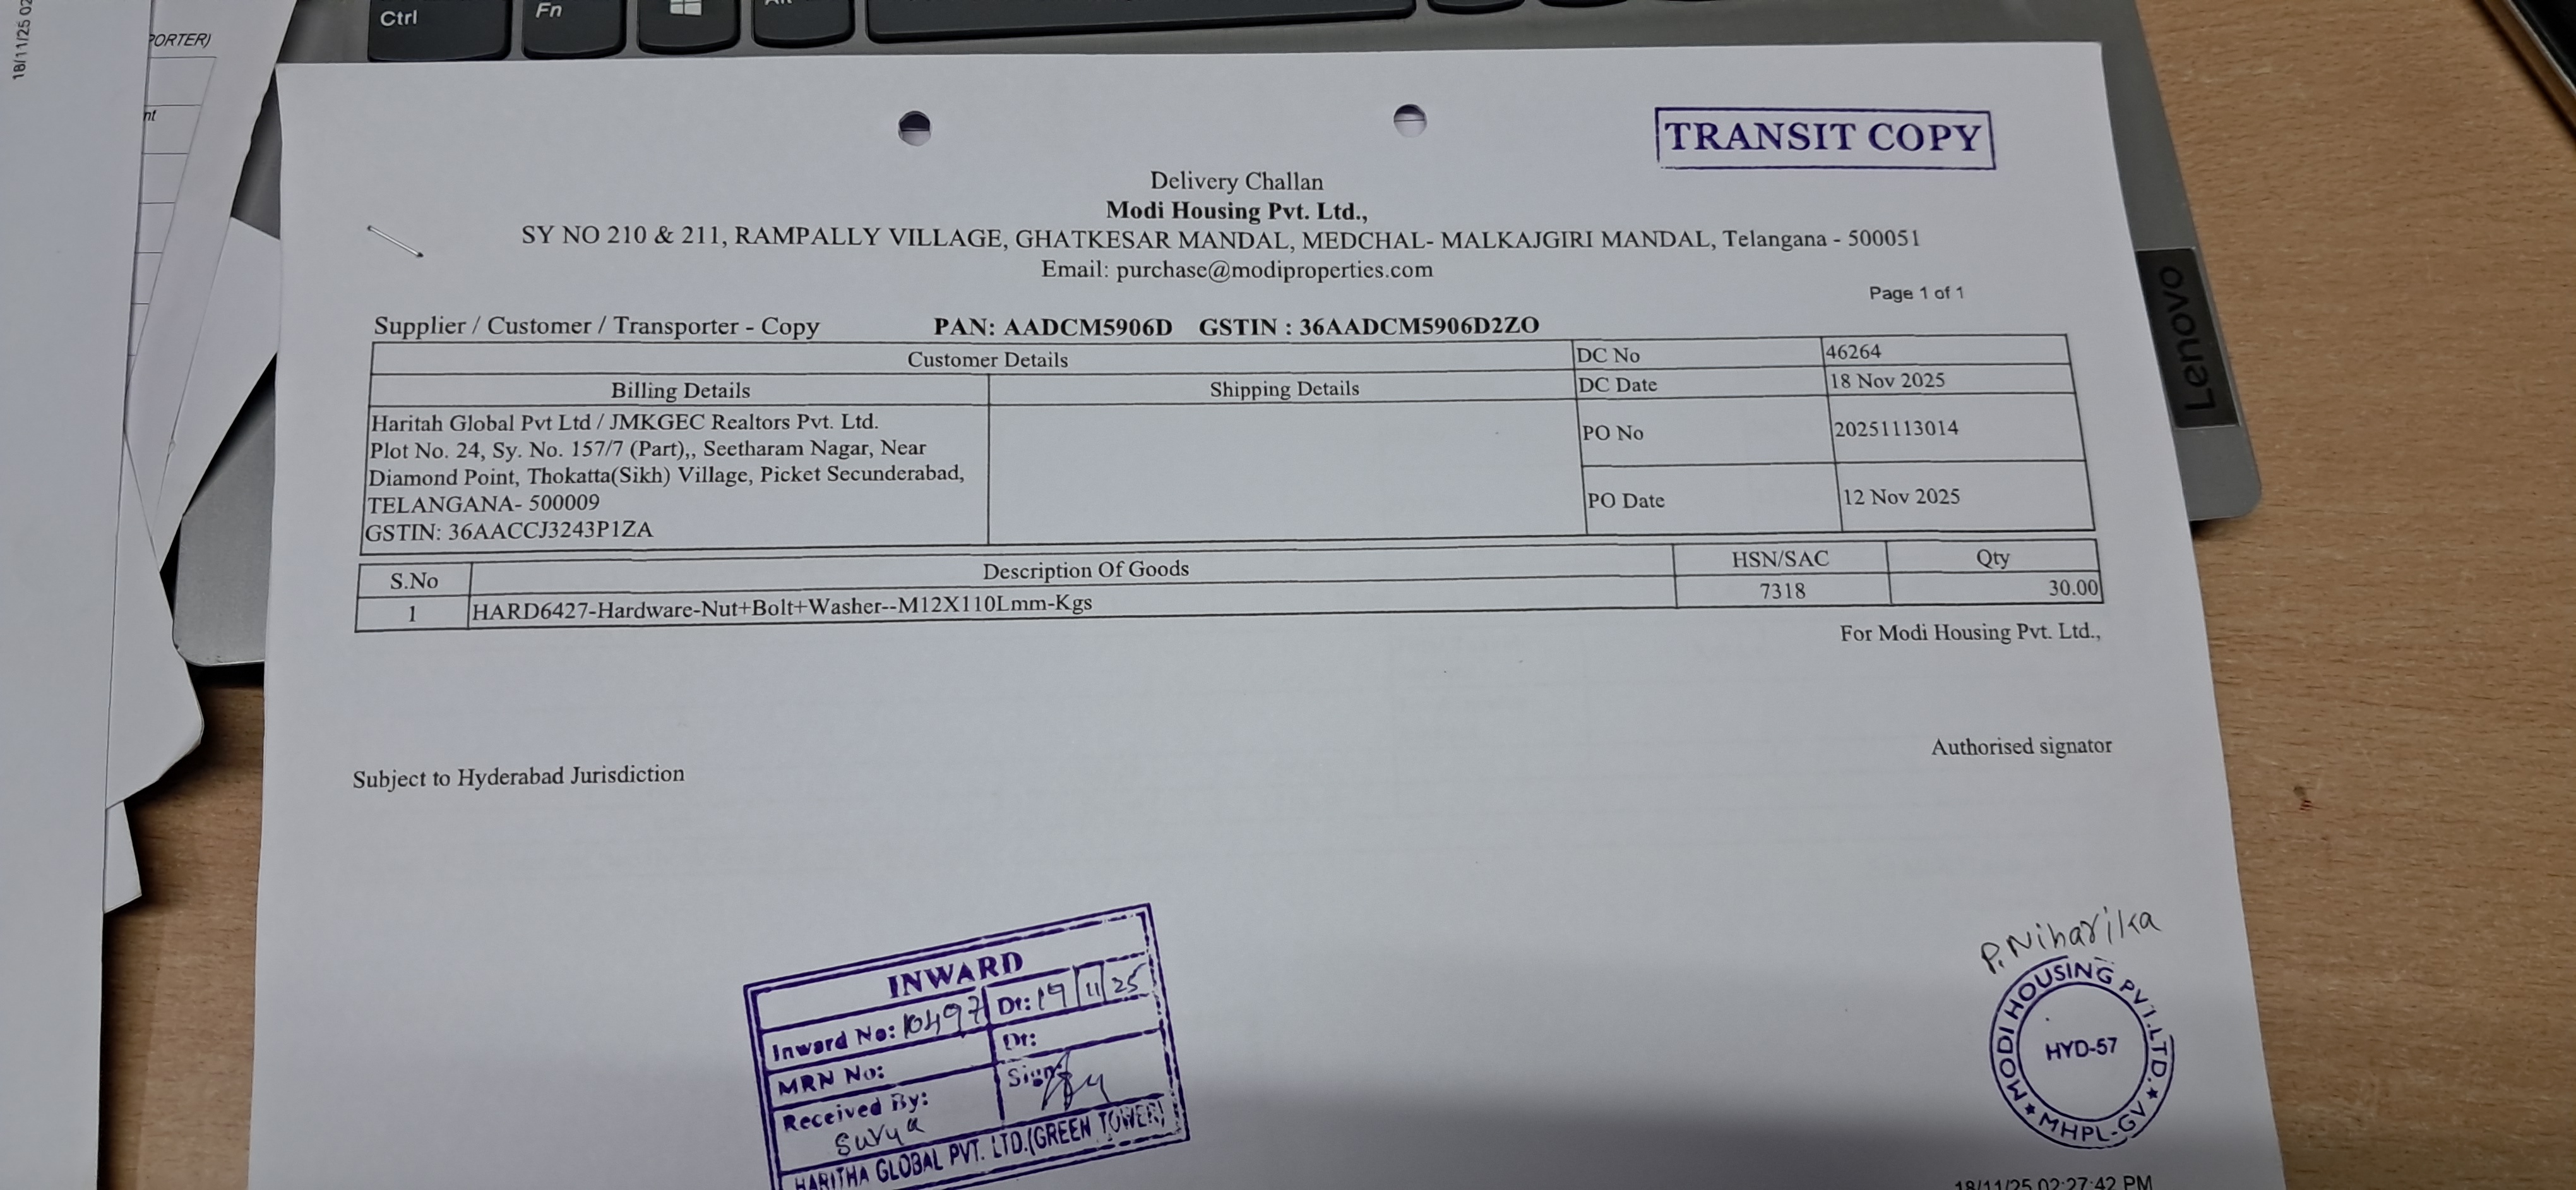 Ctrl
Fn
18/11/25 02
PORTER)
nt
Lenovo
TRANSIT COPY
Delivery Challan
Modi Housing Pvt. Ltd.,
SY NO 210 & 211, RAMPALLY VILLAGE, GHATKESAR MANDAL, MEDCHAL- MALKAJGIRI MANDAL, Telangana - 500051
Email: purchase@modiproperties.com
Page 1 of 1
Supplier / Customer / Transporter - Copy PAN: AADCM5906D GSTIN : 36AADCM5906D2ZO
Customer Details DC No 46264
Billing Details Shipping Details DC Date 18 Nov 2025
Haritah Global Pvt Ltd / JMKGEC Realtors Pvt. Ltd.
Plot No. 24, Sy. No. 157/7 (Part),, Seetharam Nagar, Near
Diamond Point, Thokatta(Sikh) Village, Picket Secunderabad,
TELANGANA- 500009
GSTIN: 36AACCJ3243P1ZA
PO No 20251113014
PO Date 12 Nov 2025
S.No Description Of Goods HSN/SAC Qty
1 HARD6427-Hardware-Nut+Bolt+Washer--M12X110Lmm-Kgs 7318 30.00
For Modi Housing Pvt. Ltd.,
Authorised signator
Subject to Hyderabad Jurisdiction
INWARD
Inward No: 10497 Dt: 19/11/25
MRN No: Dt:
Received By: Sign:
Surya
HARITHA GLOBAL PVT. LTD.(GREEN TOWER)
P. Niharika
MODI HOUSING PVT.LTD.
HYD-57
★ MHPL-GV ★
18/11/25 02:27:42 PM